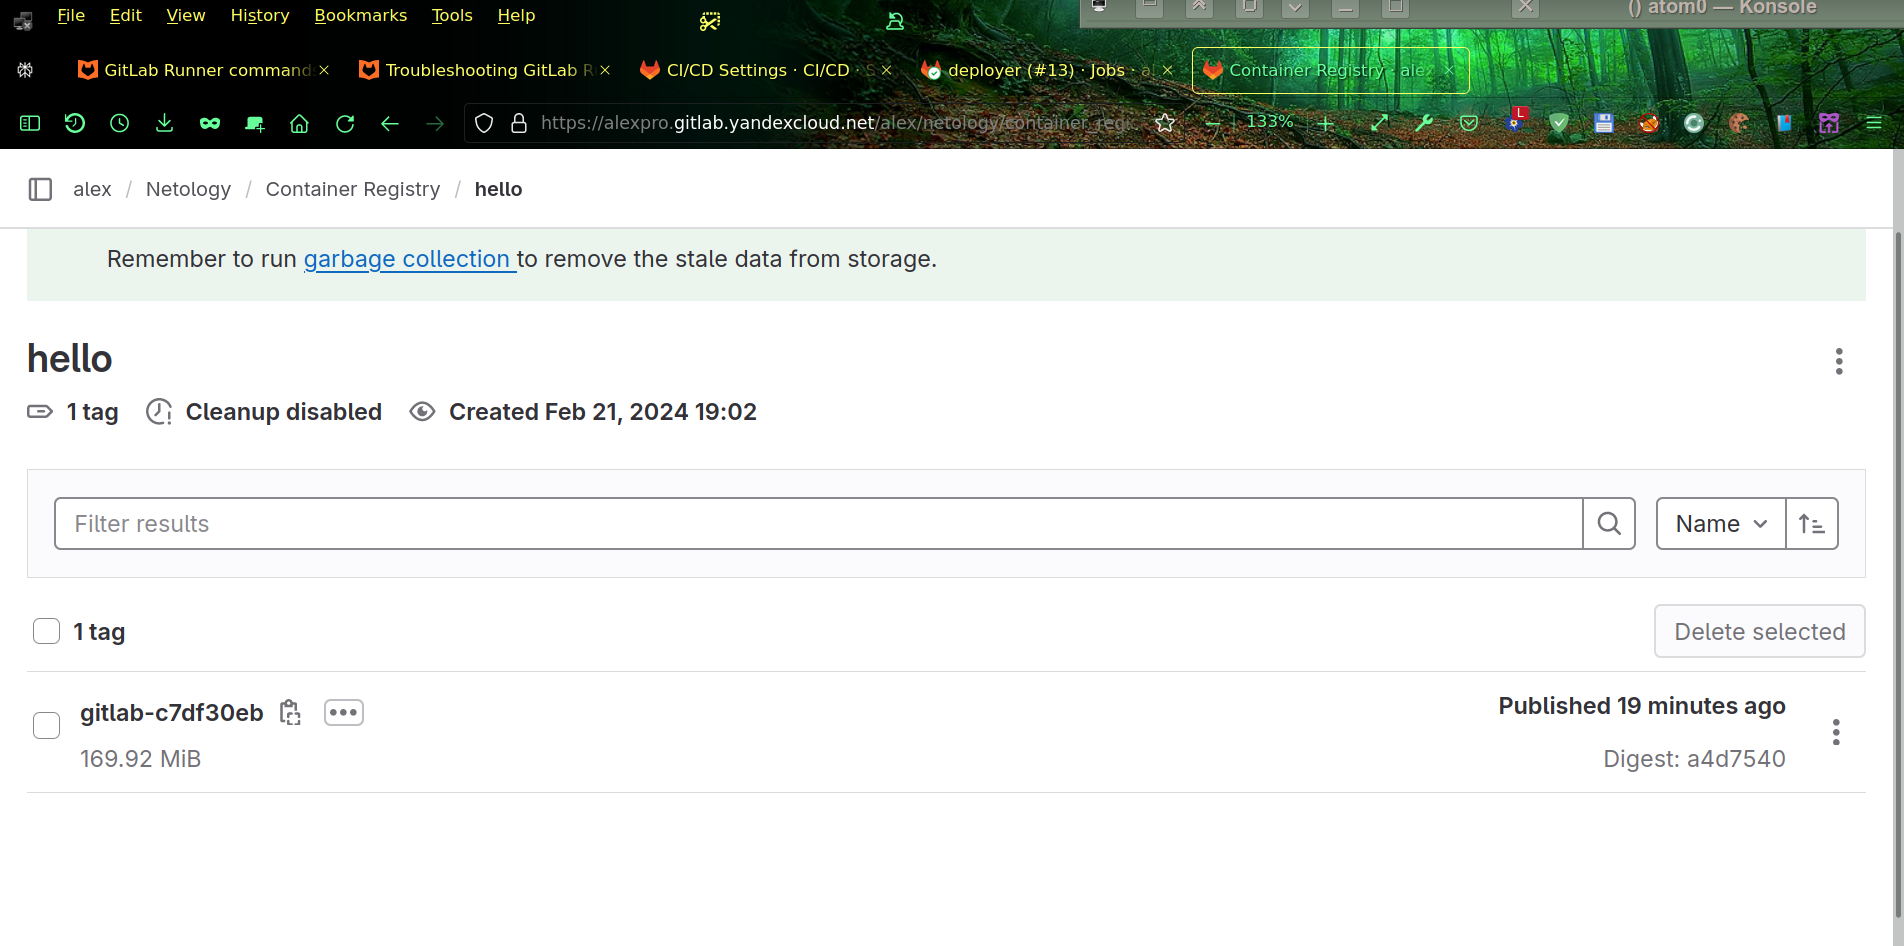 () atom0 — Konsole
File Edit View History Bookmarks Tools Help
GitLab Runner command Troubleshooting GitLab R CI/CD Settings · CI/CD · S deployer (#13) · Jobs · al Container Registry · alex
https://alexpro.gitlab.yandexcloud.net/alex/netology/container_regic 133% L
alex / Netology / Container Registry / hello
Remember to run garbage collection to remove the stale data from storage.
hello
1 tag Cleanup disabled Created Feb 21, 2024 19:02
Filter results Name
1 tag Delete selected
gitlab-c7df30eb Published 19 minutes ago
169.92 MiB Digest: a4d7540